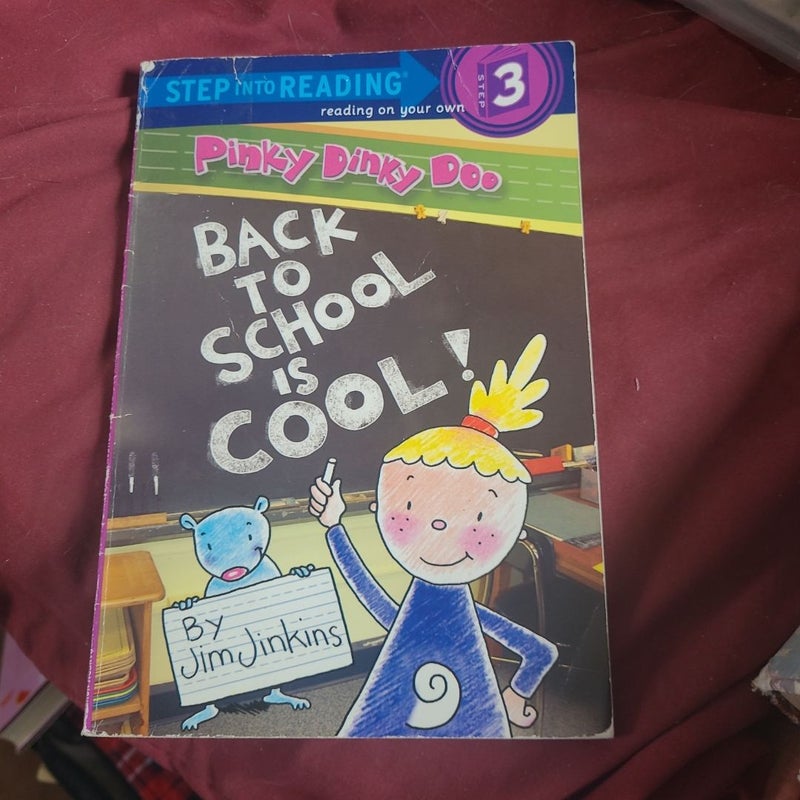 STEP INTO READING®
STEP 3
reading on your own
Pinky Dinky Doo
BACK
TO
SCHOOL
IS
COOL!
BY
Jim Jinkins